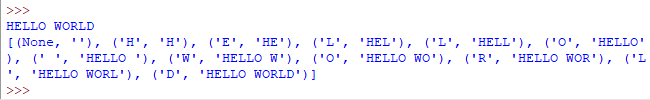 >>>
HELLO WORLD
[(None, ''), ('H', 'H'), ('E', 'HE'), ('L', 'HEL'), ('L', 'HELL'), ('O', 'HELLO'
), (' ', 'HELLO '), ('W', 'HELLO W'), ('O', 'HELLO WO'), ('R', 'HELLO WOR'), ('L
', 'HELLO WORL'), ('D', 'HELLO WORLD')]
>>>